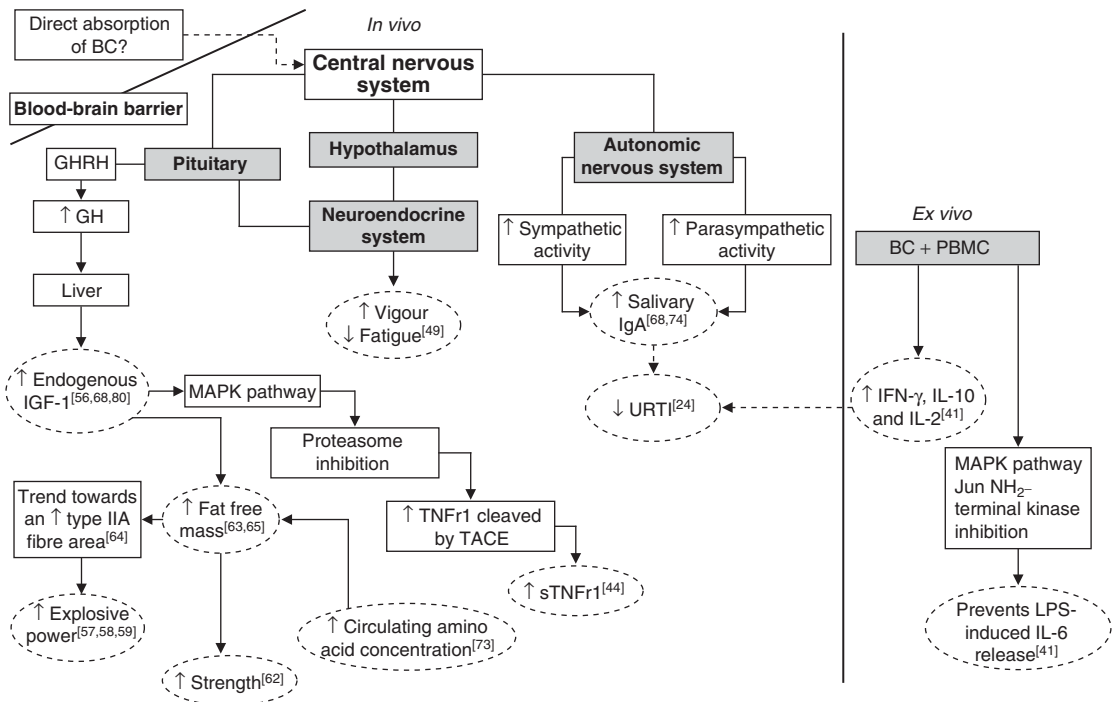 Direct absorption
of BC?
In vivo
Central nervous
system
Blood-brain barrier
GHRH
Pituitary
Hypothalamus
Autonomic
nervous system
↑ GH
Neuroendocrine
system
↑ Sympathetic
activity
↑ Parasympathetic
activity
Ex vivo
BC + PBMC
Liver
↑ Vigour
↓ Fatigue[49]
↑ Salivary
IgA[68,74]
↑ Endogenous
IGF-1[56,68,80]
MAPK pathway
↓ URTI[24]
↑ IFN-γ, IL-10
and IL-2[41]
Proteasome
inhibition
MAPK pathway
Jun NH2–
terminal kinase
inhibition
Trend towards
an ↑ type IIA
fibre area[64]
↑ Fat free
mass[63,65]
↑ TNFr1 cleaved
by TACE
↑ sTNFr1[44]
↑ Explosive
power[57,58,59]
↑ Circulating amino
acid concentration[73]
Prevents LPS-
induced IL-6
release[41]
↑ Strength[62]